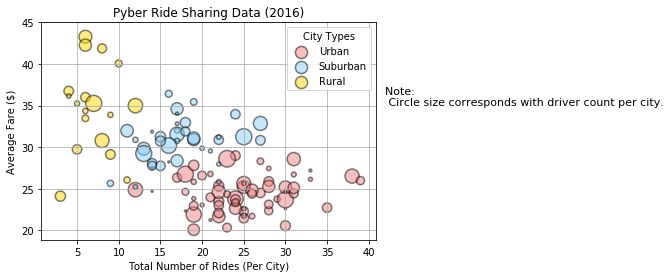 Pyber Ride Sharing Data (2016)
45
40
35
30
25
20
Average Fare ($)
City Types
Urban
Suburban
Rural
Note:
Circle size corresponds with driver count per city.
5 10 15 20 25 30 35 40
Total Number of Rides (Per City)